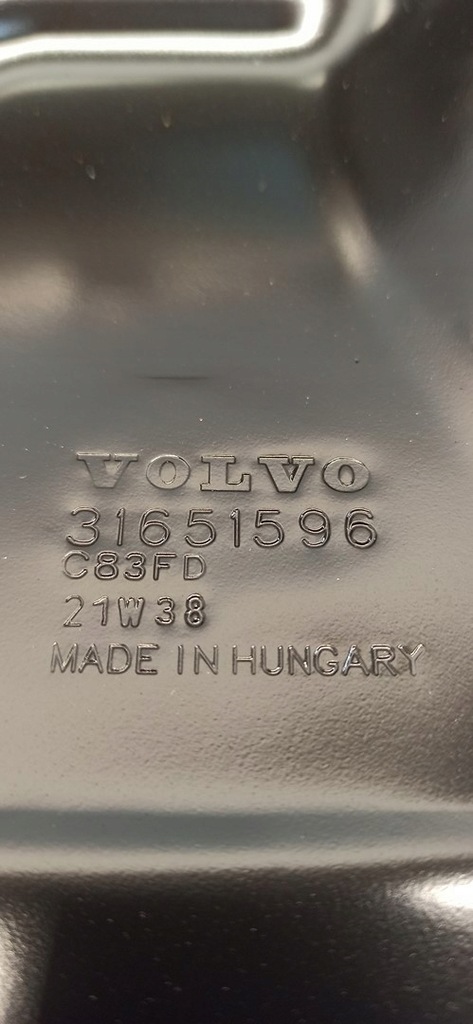 VOLVO
31651596
C83FD
21W38
MADE IN HUNGARY